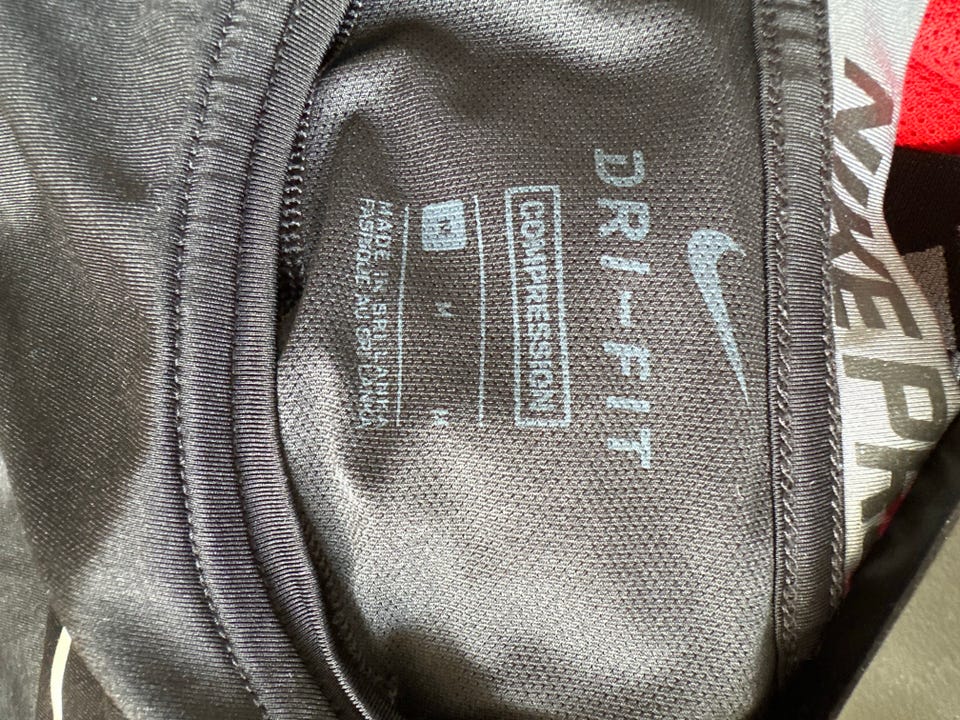 DRI-FIT
COMPRESSION
M
M M
MADE IN SRI LANKA
FABRIQUÉ AU SRI LANKA
NIKE PR